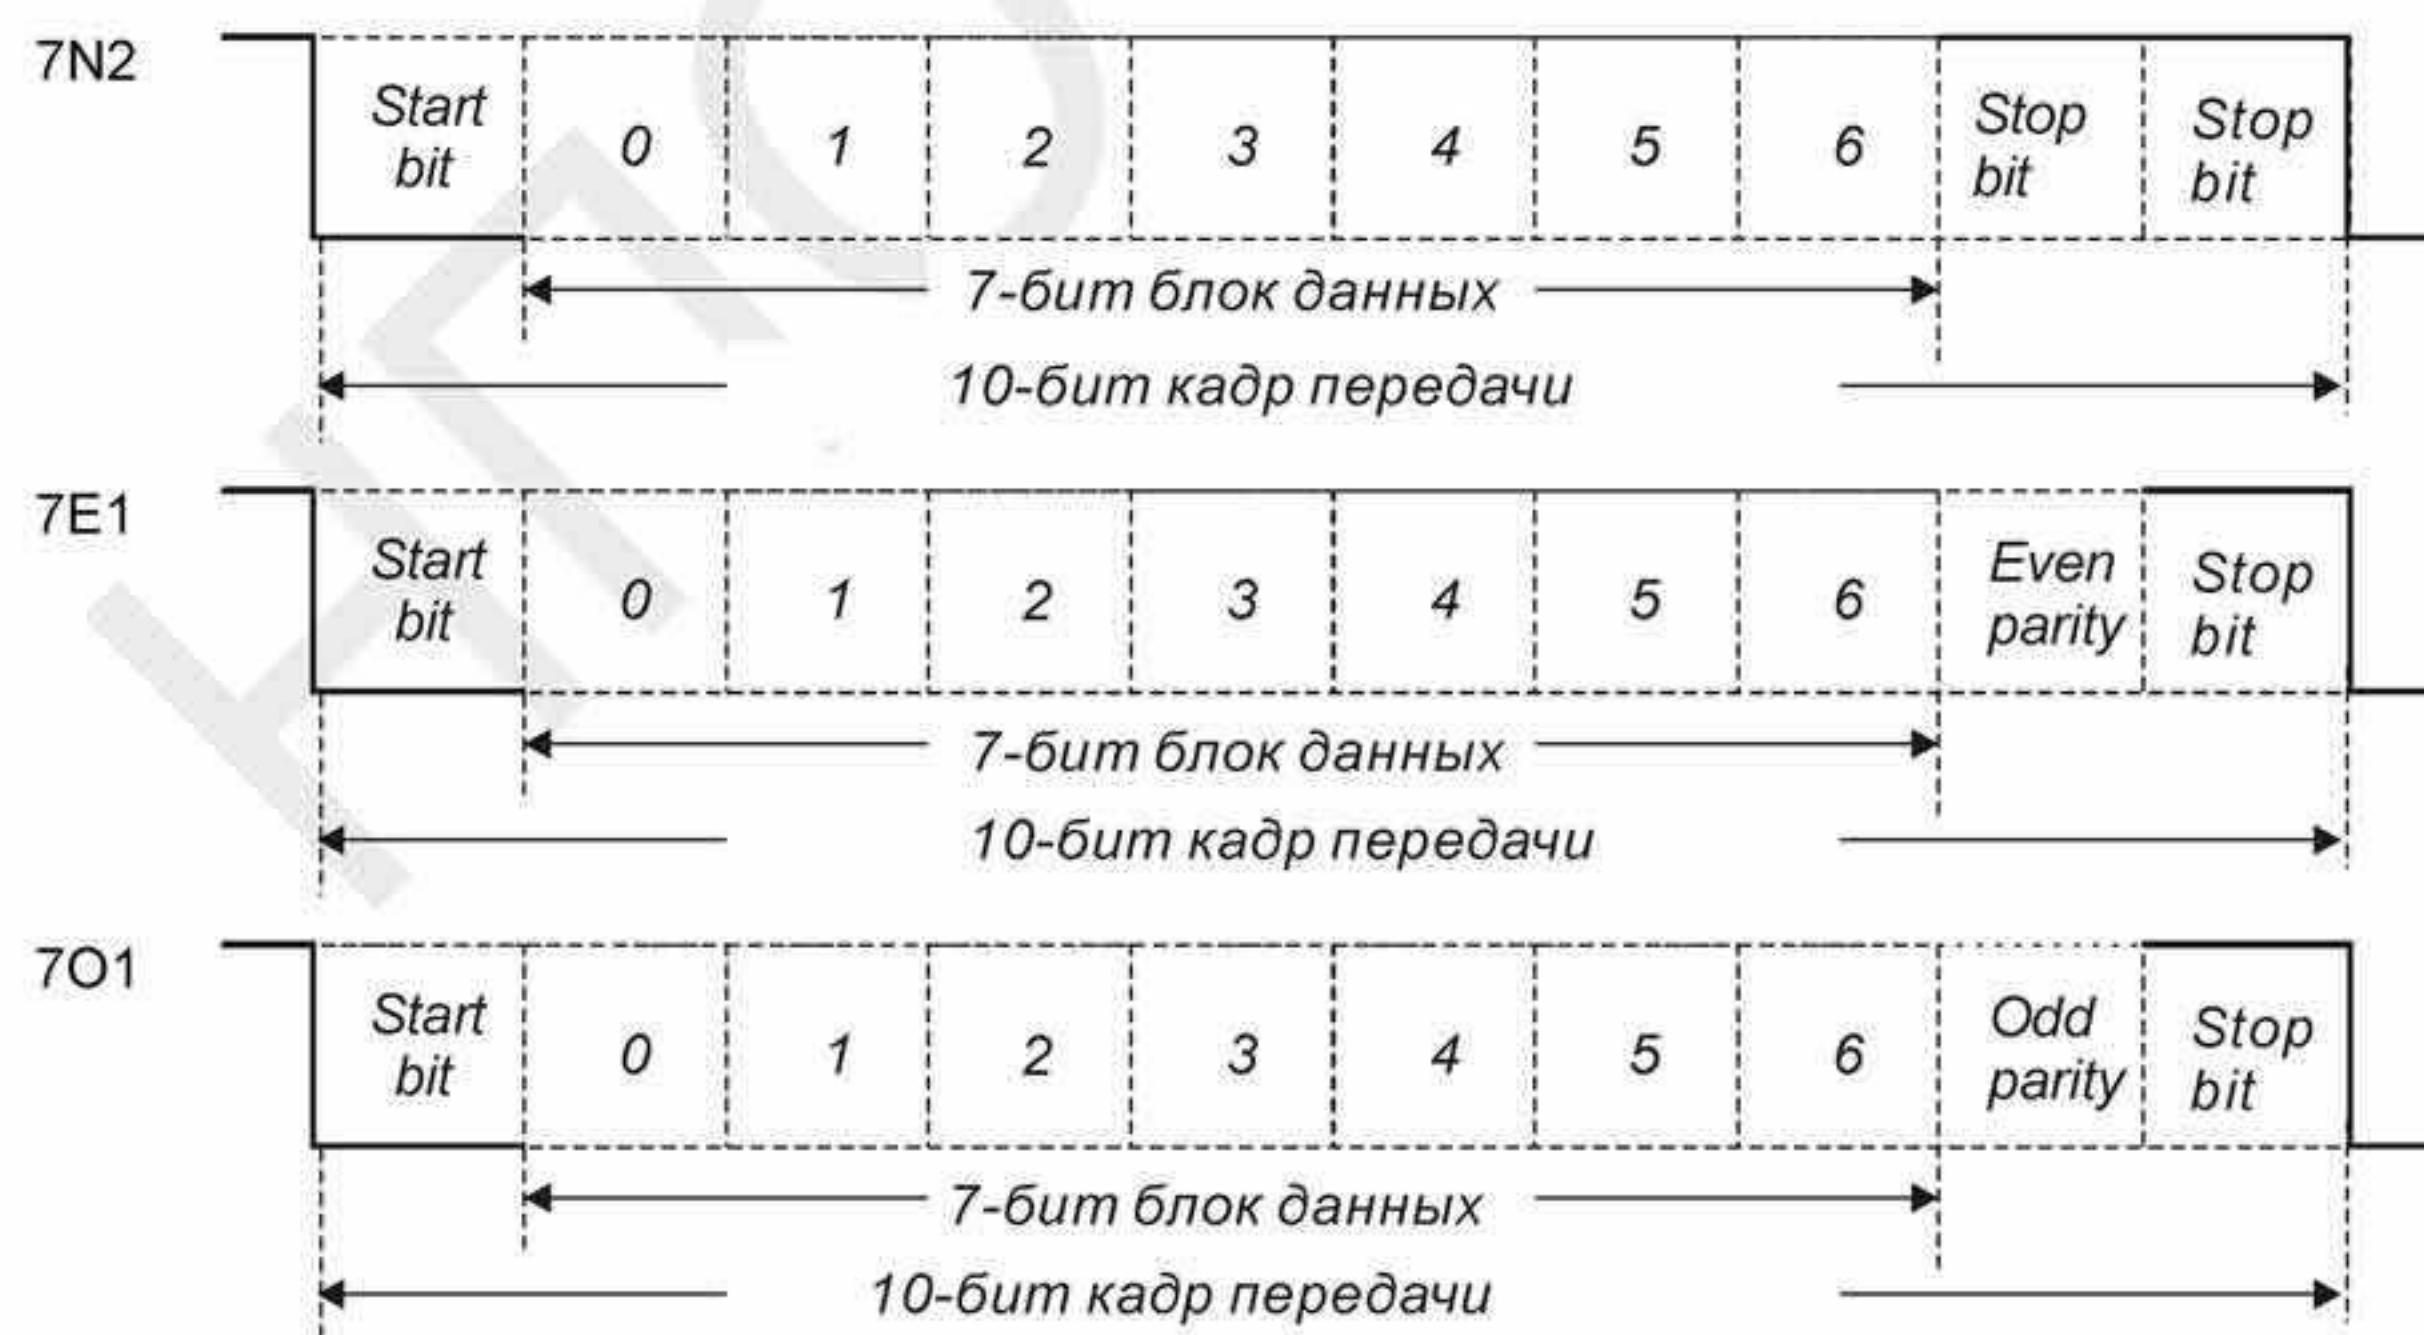 7N2
Start bit 0 1 2 3 4 5 6 Stop bit Stop bit
7-бит блок данных
10-бит кадр передачи
7E1
Start bit 0 1 2 3 4 5 6 Even parity Stop bit
7-бит блок данных
10-бит кадр передачи
7O1
Start bit 0 1 2 3 4 5 6 Odd parity Stop bit
7-бит блок данных
10-бит кадр передачи